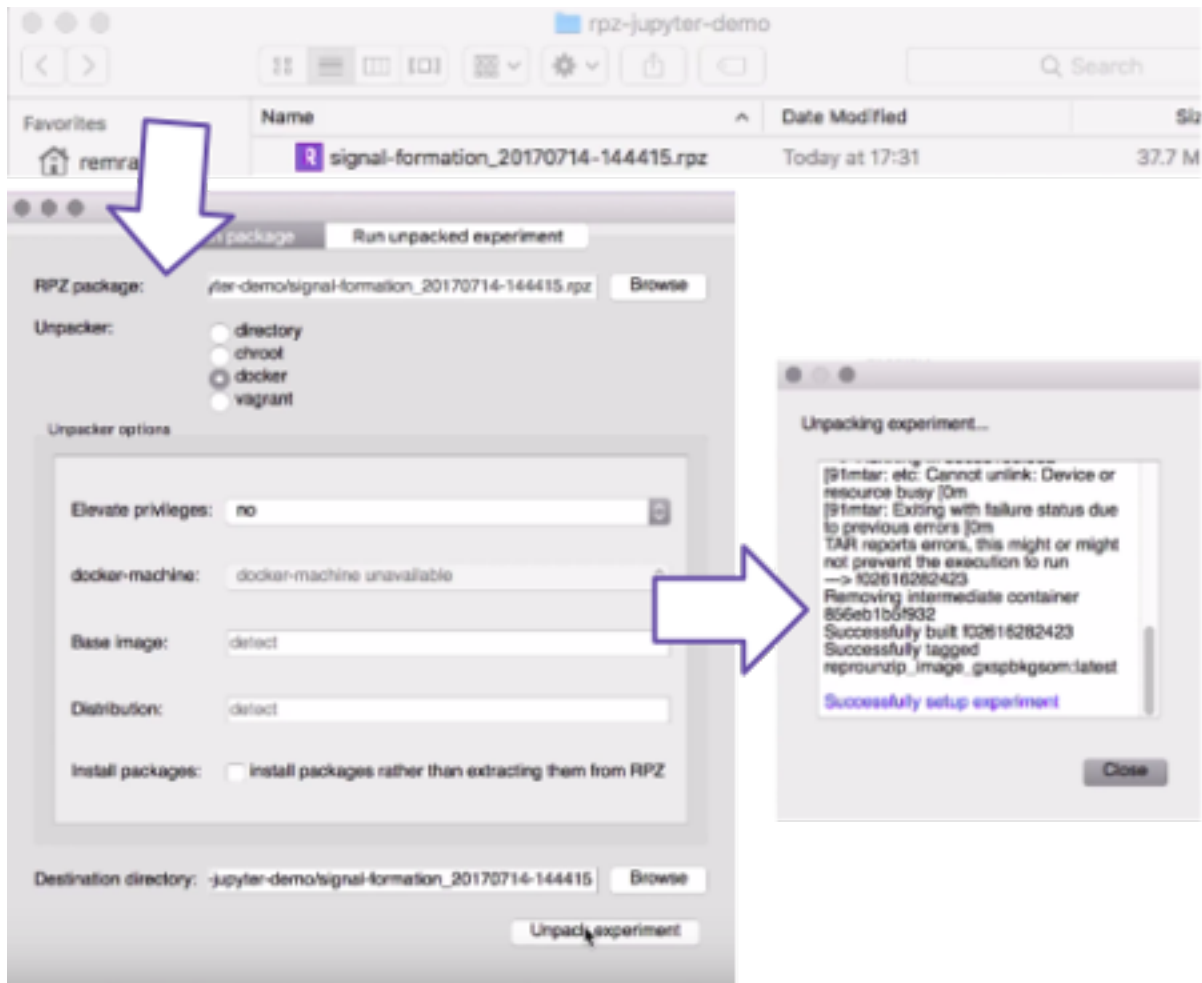 rpz-jupyter-demo
Search
Favorites
Name
Date Modified
remra
signal-formation_20170714-144415.rpz
Today at 17:31
37.7 M
package
Run unpacked experiment
RPZ package:
yter-demo/signal-formation_20170714-144415.rpz
Browse
Unpacker:
directory
chroot
docker
vagrant
Unpacker options
Elevate privileges:
no
docker-machine:
docker-machine unavailable
Base image:
detect
Distribution:
detect
Install packages:
install packages rather than extracting them from RPZ
Destination directory:
-jupyter-demo/signal-formation_20170714-144415
Browse
Unpack experiment
Unpacking experiment...
[91mtar: etc: Cannot unlink: Device or
resource busy [0m
[91mtar: Exiting with failure status due
to previous errors [0m
TAR reports errors, this might or might
not prevent the execution to run
---> f02616282423
Removing intermediate container
856eb1b5f932
Successfully built f02616282423
Successfully tagged
reprounzip_image_gxspbkgsom:latest
Successfully setup experiment
Close